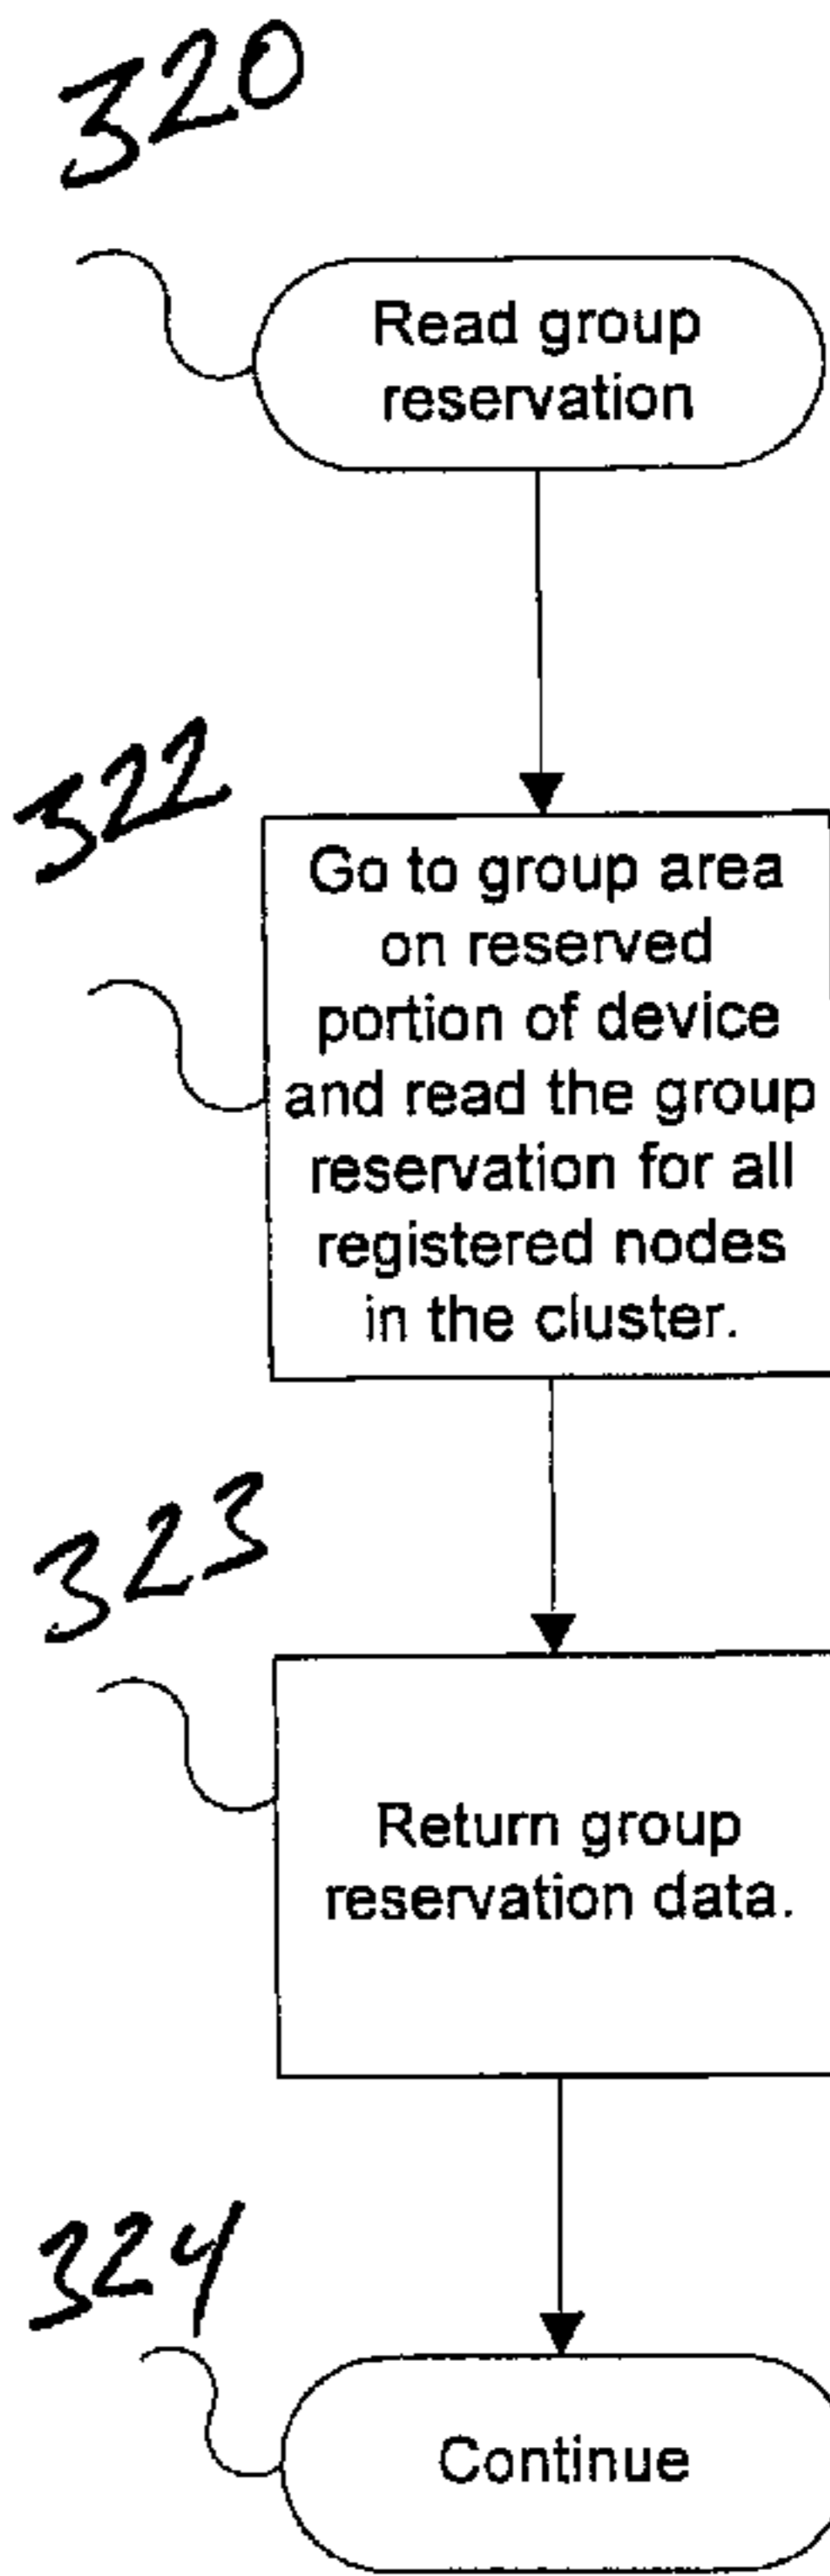 320
Read group
reservation
322
Go to group area
on reserved
portion of device
and read the group
reservation for all
registered nodes
in the cluster.
323
Return group
reservation data.
324
Continue